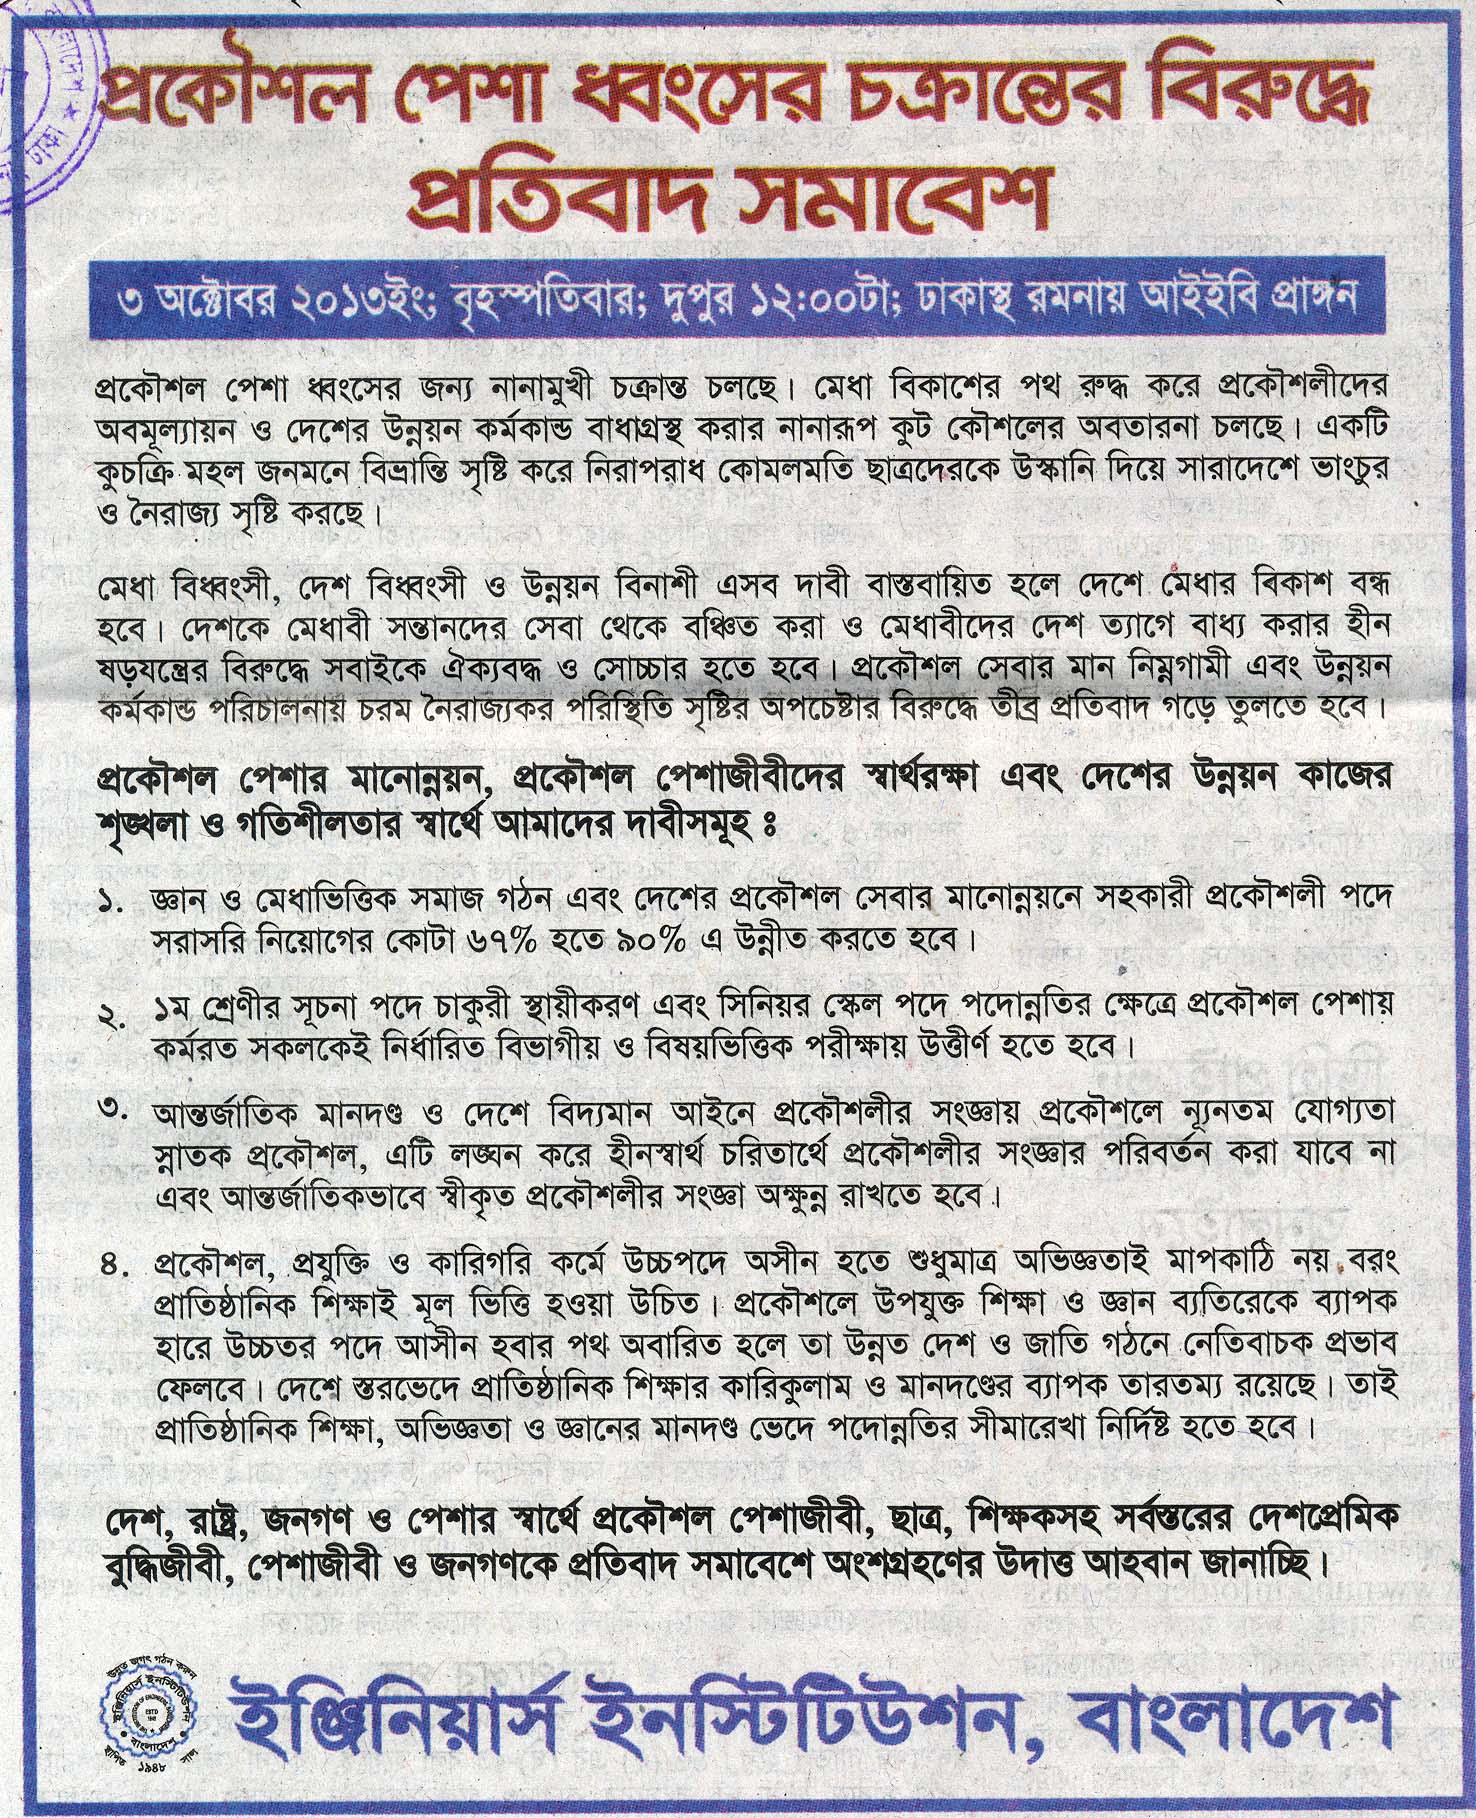 প্রকৌশল পেশা ধ্বংসের চক্রান্তের বিরুদ্ধে
প্রতিবাদ সমাবেশ
৩ অক্টোবর ২০১৩ইং; বৃহস্পতিবার; দুপুর ১২:০০টা; ঢাকাস্থ রমনায় আইইবি প্রাঙ্গন
প্রকৌশল পেশা ধ্বংসের জন্য নানামুখী চক্রান্ত চলছে। মেধা বিকাশের পথ রুদ্ধ করে প্রকৌশলীদের
অবমূল্যায়ন ও দেশের উন্নয়ন কর্মকান্ড বাধাগ্রস্থ করার নানারূপ কুট কৌশলের অবতারনা চলছে। একটি
কুচক্রি মহল জনমনে বিভ্রান্তি সৃষ্টি করে নিরাপরাধ কোমলমতি ছাত্রদেরকে উস্কানি দিয়ে সারাদেশে ভাংচুর
ও নৈরাজ্য সৃষ্টি করছে।
মেধা বিধ্বংসী, দেশ বিধ্বংসী ও উন্নয়ন বিনাশী এসব দাবী বাস্তবায়িত হলে দেশে মেধার বিকাশ বন্ধ
হবে। দেশকে মেধাবী সন্তানদের সেবা থেকে বঞ্চিত করা ও মেধাবীদের দেশ ত্যাগে বাধ্য করার হীন
ষড়যন্ত্রের বিরুদ্ধে সবাইকে ঐক্যবদ্ধ ও সোচ্চার হতে হবে। প্রকৌশল সেবার মান নিম্নগামী এবং উন্নয়ন
কর্মকান্ড পরিচালনায় চরম নৈরাজ্যকর পরিস্থিতি সৃষ্টির অপচেষ্টার বিরুদ্ধে তীব্র প্রতিবাদ গড়ে তুলতে হবে।
প্রকৌশল পেশার মানোন্নয়ন, প্রকৌশল পেশাজীবীদের স্বার্থরক্ষা এবং দেশের উন্নয়ন কাজের
শৃঙ্খলা ও গতিশীলতার স্বার্থে আমাদের দাবীসমূহ ঃ
১. জ্ঞান ও মেধাভিত্তিক সমাজ গঠন এবং দেশের প্রকৌশল সেবার মানোন্নয়নে সহকারী প্রকৌশলী পদে
সরাসরি নিয়োগের কোটা ৬৭% হতে ৯০% এ উন্নীত করতে হবে।
২. ১ম শ্রেণীর সূচনা পদে চাকুরী স্থায়ীকরণ এবং সিনিয়র স্কেল পদে পদোন্নতির ক্ষেত্রে প্রকৌশল পেশায়
কর্মরত সকলকেই নির্ধারিত বিভাগীয় ও বিষয়ভিত্তিক পরীক্ষায় উত্তীর্ণ হতে হবে।
৩. আন্তর্জাতিক মানদণ্ড ও দেশে বিদ্যমান আইনে প্রকৌশলীর সংজ্ঞায় প্রকৌশলে ন্যূনতম যোগ্যতা
স্নাতক প্রকৌশল, এটি লঙ্ঘন করে হীনস্বার্থ চরিতার্থে প্রকৌশলীর সংজ্ঞার পরিবর্তন করা যাবে না
এবং আন্তর্জাতিকভাবে স্বীকৃত প্রকৌশলীর সংজ্ঞা অক্ষুন্ন রাখতে হবে।
৪. প্রকৌশল, প্রযুক্তি ও কারিগরি কর্মে উচ্চপদে অসীন হতে শুধুমাত্র অভিজ্ঞতাই মাপকাঠি নয় বরং
প্রাতিষ্ঠানিক শিক্ষাই মূল ভিত্তি হওয়া উচিত। প্রকৌশলে উপযুক্ত শিক্ষা ও জ্ঞান ব্যতিরেকে ব্যাপক
হারে উচ্চতর পদে আসীন হবার পথ অবারিত হলে তা উন্নত দেশ ও জাতি গঠনে নেতিবাচক প্রভাব
ফেলবে। দেশে স্তরভেদে প্রাতিষ্ঠানিক শিক্ষার কারিকুলাম ও মানদণ্ডের ব্যাপক তারতম্য রয়েছে। তাই
প্রাতিষ্ঠানিক শিক্ষা, অভিজ্ঞতা ও জ্ঞানের মানদণ্ড ভেদে পদোন্নতির সীমারেখা নির্দিষ্ট হতে হবে।
দেশ, রাষ্ট্র, জনগণ ও পেশার স্বার্থে প্রকৌশল পেশাজীবী, ছাত্র, শিক্ষকসহ সর্বস্তরের দেশপ্রেমিক
বুদ্ধিজীবী, পেশাজীবী ও জনগণকে প্রতিবাদ সমাবেশে অংশগ্রহণের উদাত্ত আহবান জানাচ্ছি।
উন্নত জগৎ গঠন করুন
ইঞ্জিনিয়ার্স ইনস্টিটিউশন
বাংলাদেশ
স্থাপিত ১৯৪৮ সাল
ইঞ্জিনিয়ার্স ইনস্টিটিউশন, বাংলাদেশ